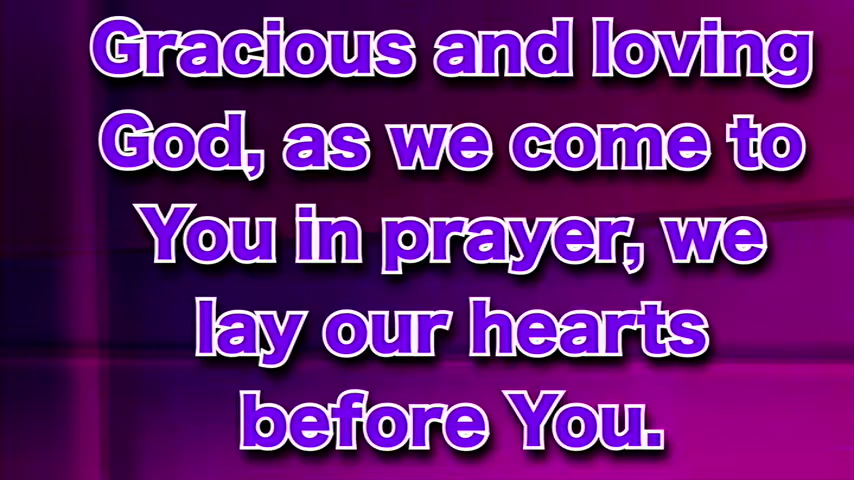 Gracious and loving
God, as we come to
You in prayer, we
lay our hearts
before You.